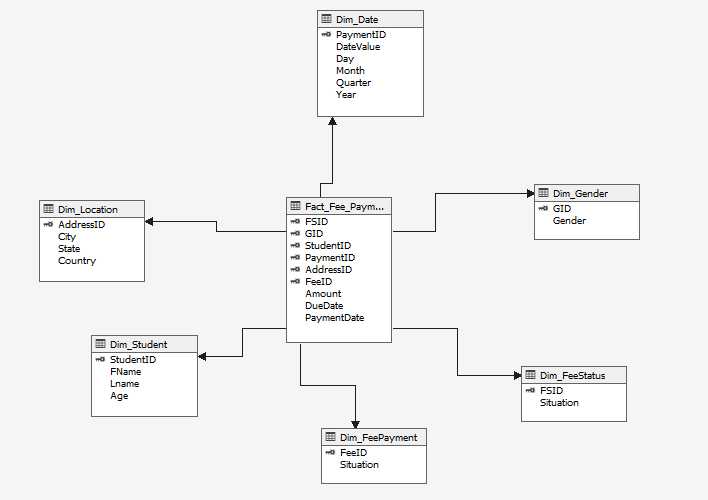 Dim_Date
PaymentID
DateValue
Day
Month
Quarter
Year
Dim_Location
AddressID
City
State
Country
Fact_Fee_Paym...
FSID
GID
StudentID
PaymentID
AddressID
FeeID
Amount
DueDate
PaymentDate
Dim_Gender
GID
Gender
Dim_Student
StudentID
FName
Lname
Age
Dim_FeeStatus
FSID
Situation
Dim_FeePayment
FeeID
Situation